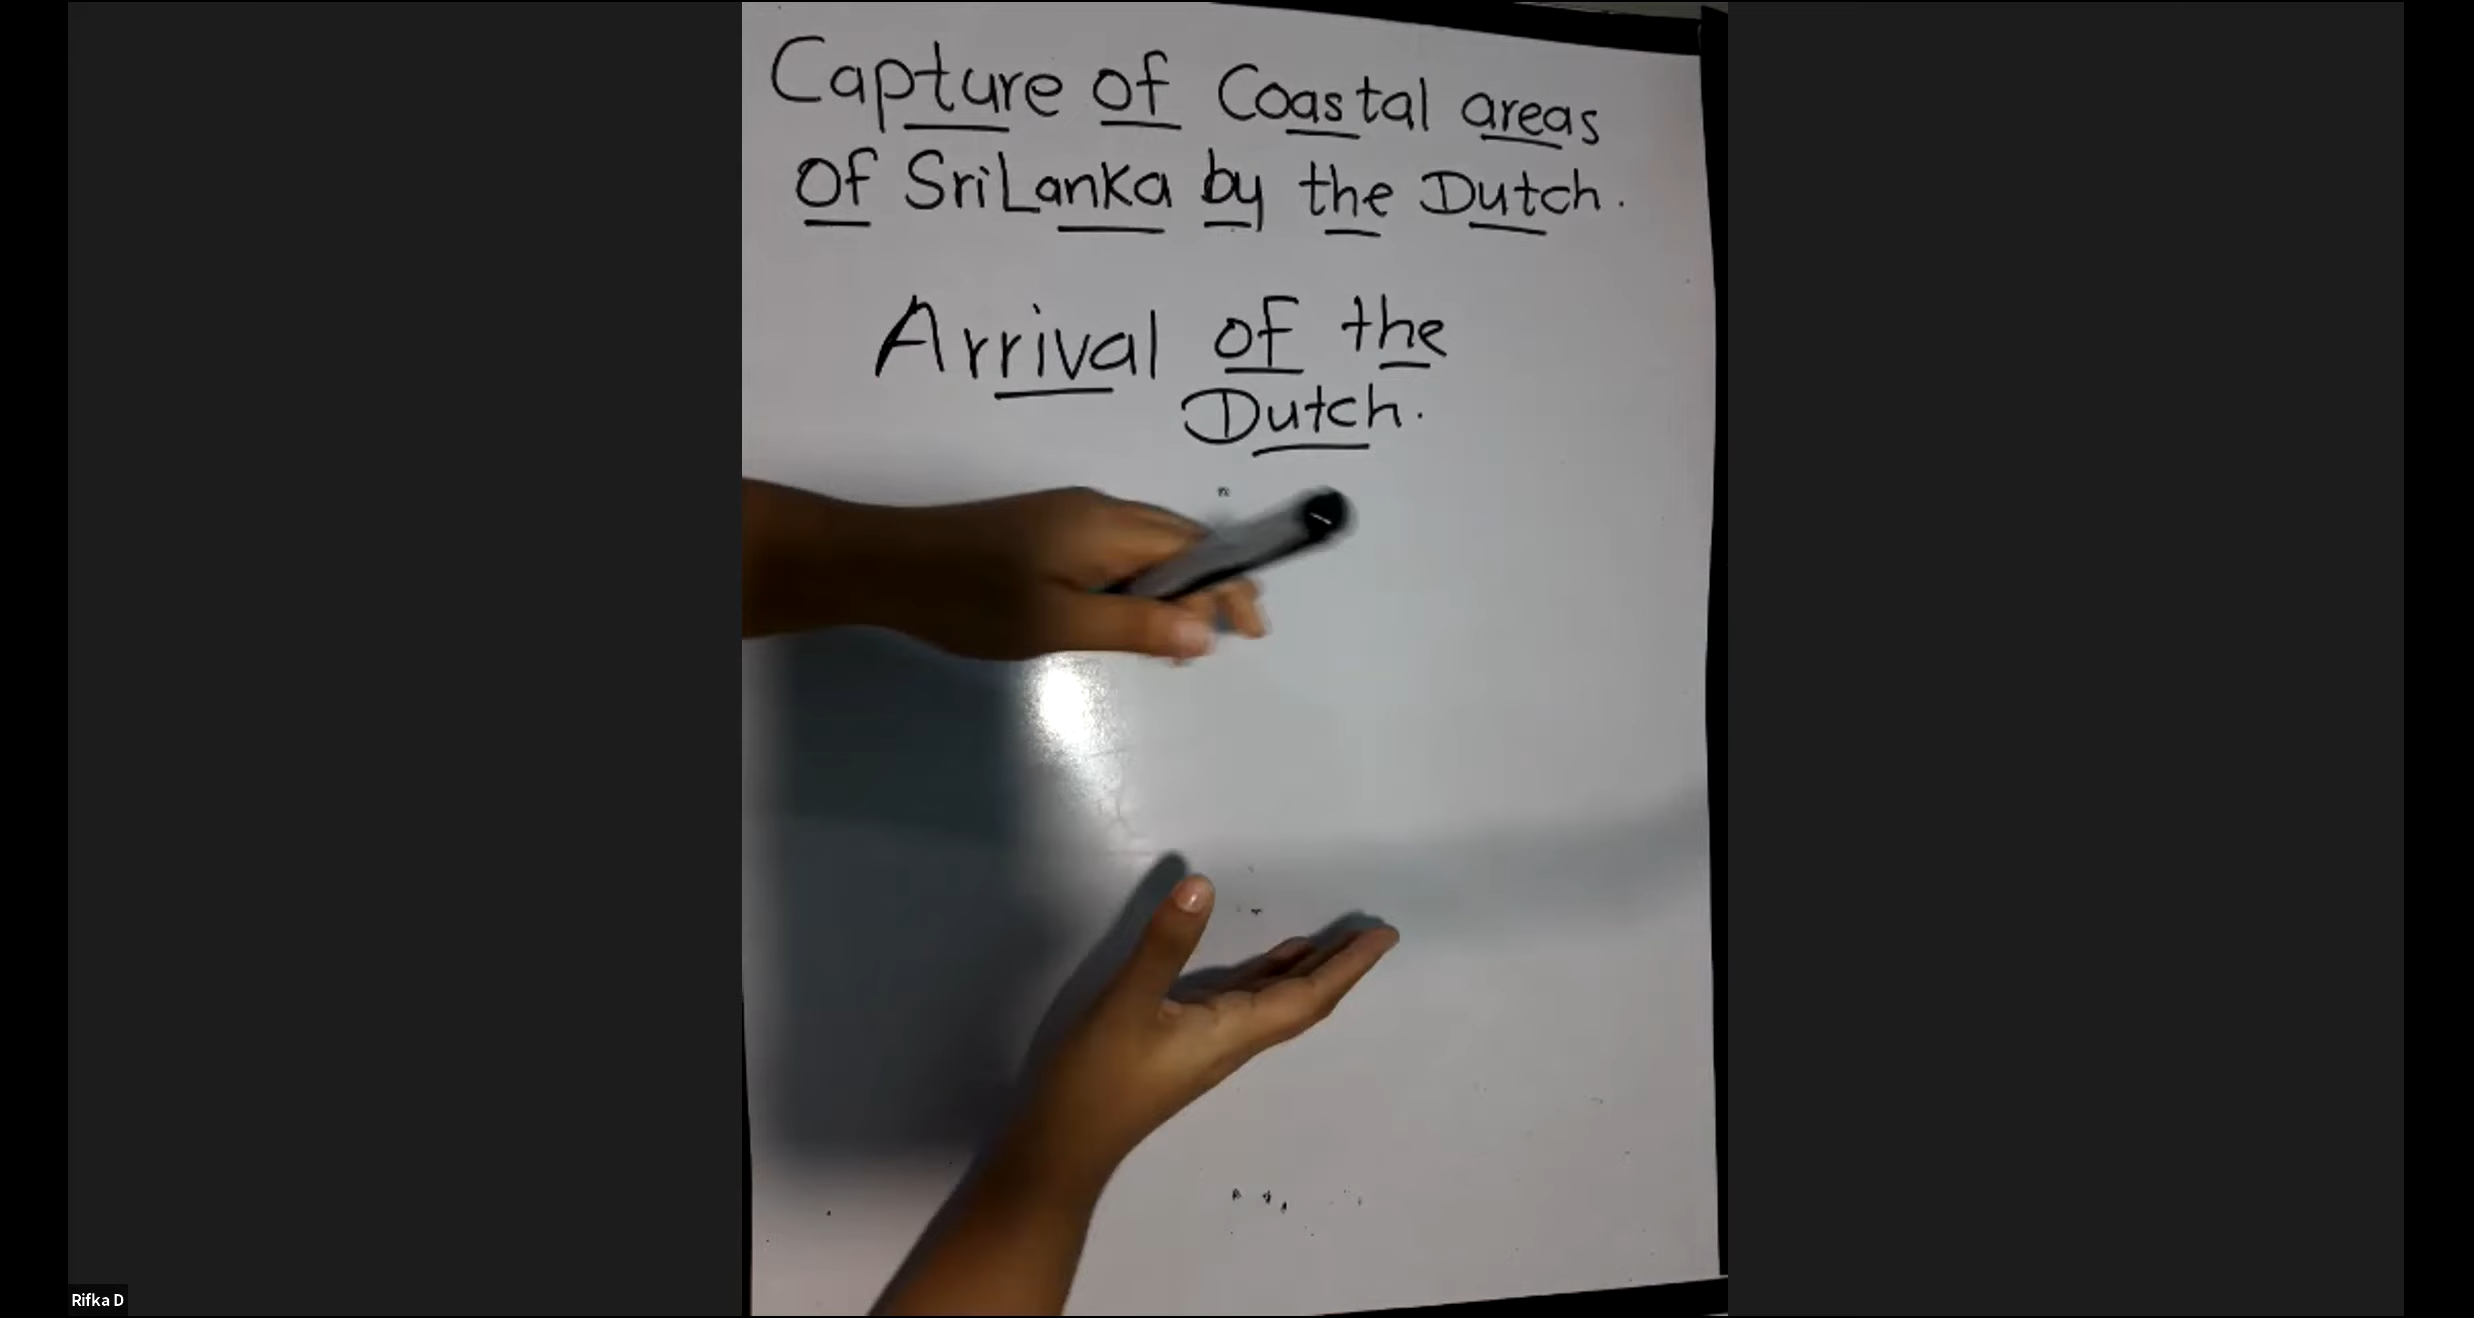 Capture of Coastal areas
Of SriLanka by the Dutch.
Arrival of the
Dutch.
Rifka D